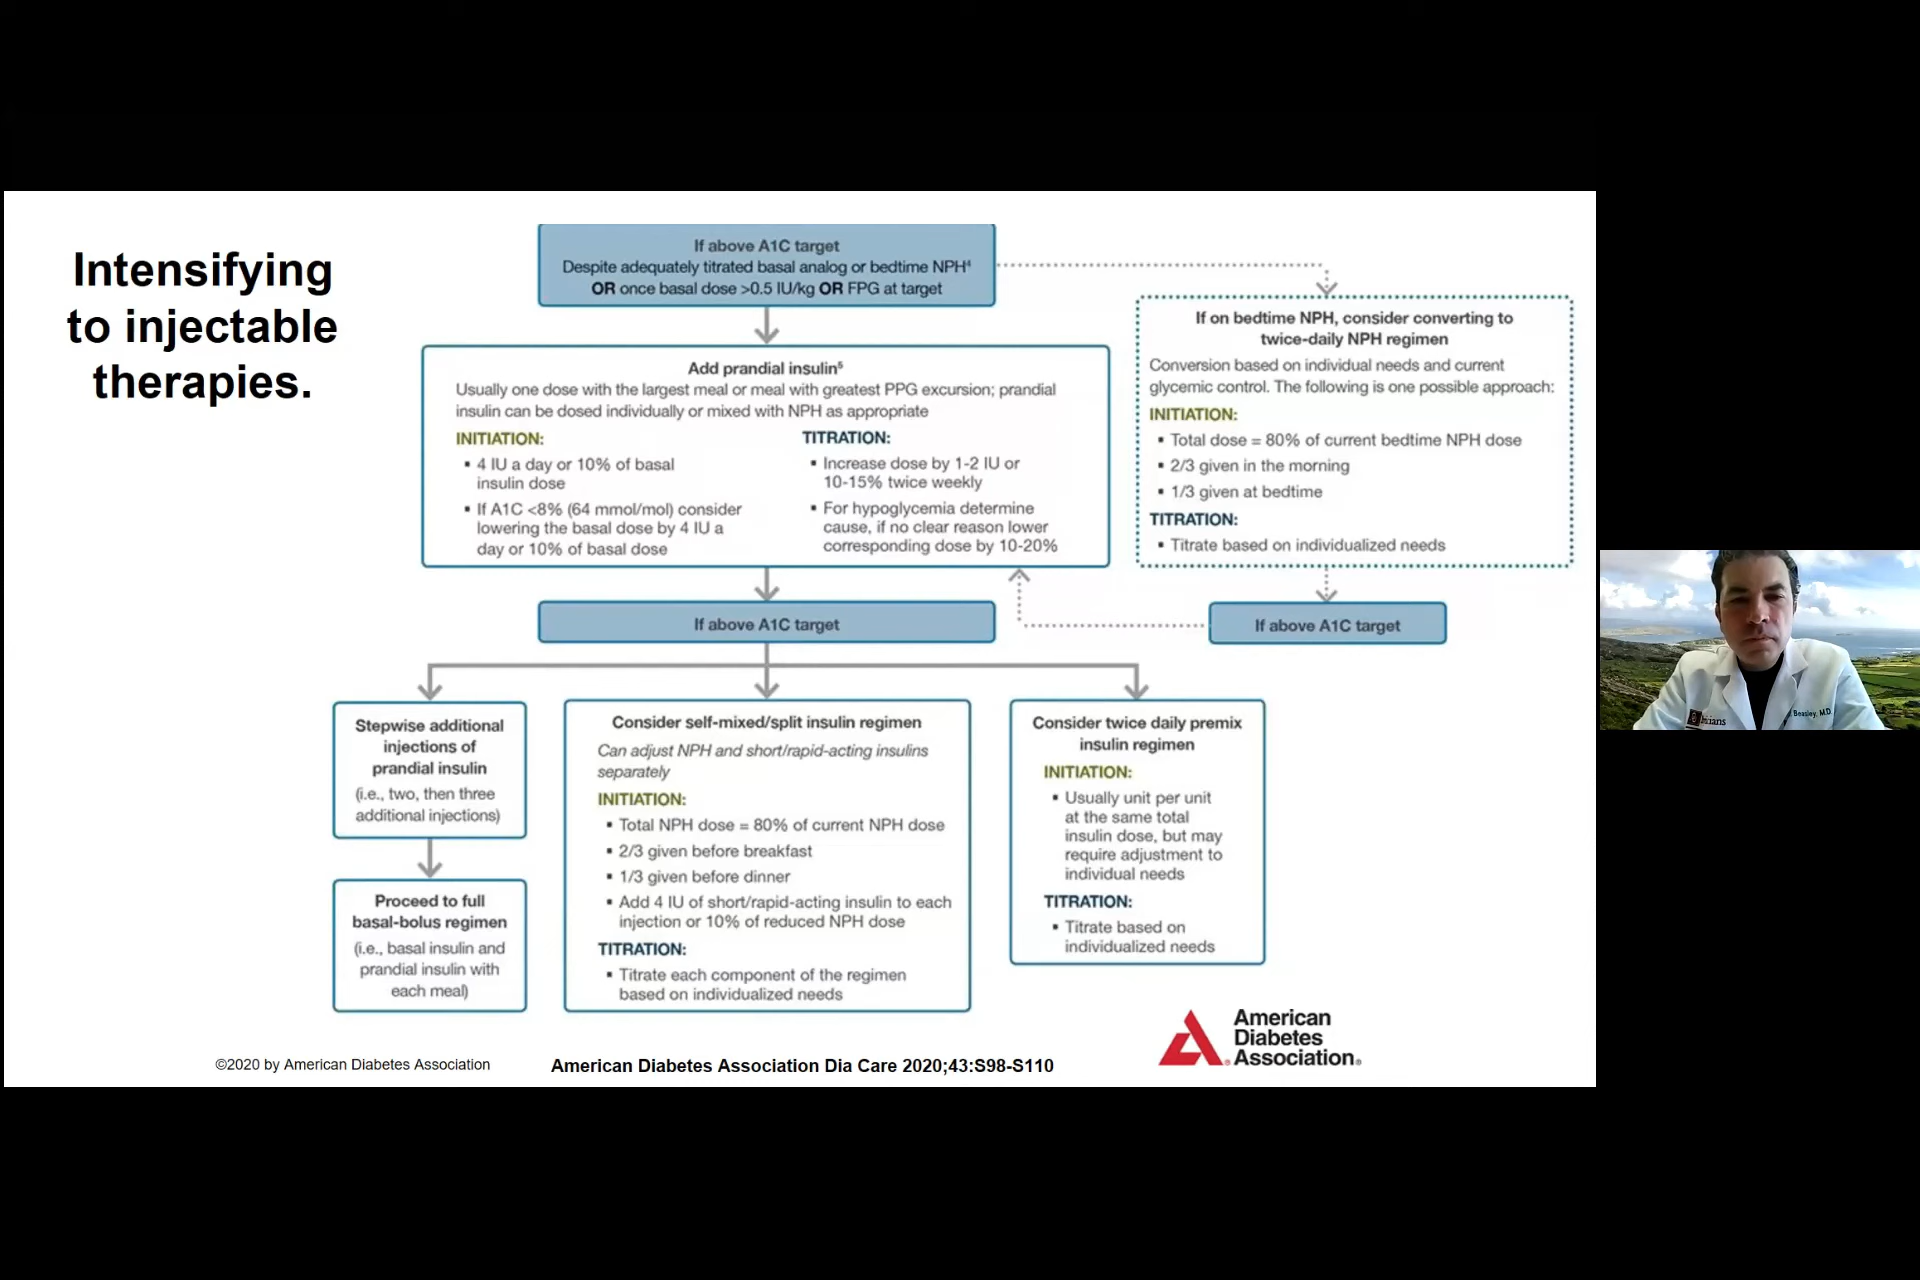 Intensifying
to injectable
therapies.
If above A1C target
Despite adequately titrated basal analog or bedtime NPH⁴
OR once basal dose >0.5 IU/kg OR FPG at target
Add prandial insulin⁵
Usually one dose with the largest meal or meal with greatest PPG excursion; prandial
insulin can be dosed individually or mixed with NPH as appropriate
INITIATION:
▪ 4 IU a day or 10% of basal
insulin dose
▪ If A1C <8% (64 mmol/mol) consider
lowering the basal dose by 4 IU a
day or 10% of basal dose
TITRATION:
▪ Increase dose by 1-2 IU or
10-15% twice weekly
▪ For hypoglycemia determine
cause, if no clear reason lower
corresponding dose by 10-20%
If on bedtime NPH, consider converting to
twice-daily NPH regimen
Conversion based on individual needs and current
glycemic control. The following is one possible approach:
INITIATION:
▪ Total dose = 80% of current bedtime NPH dose
▪ 2/3 given in the morning
▪ 1/3 given at bedtime
TITRATION:
▪ Titrate based on individualized needs
If above A1C target
If above A1C target
Stepwise additional
injections of
prandial insulin
(i.e., two, then three
additional injections)
Proceed to full
basal-bolus regimen
(i.e., basal insulin and
prandial insulin with
each meal)
Consider self-mixed/split insulin regimen
Can adjust NPH and short/rapid-acting insulins
separately
INITIATION:
▪ Total NPH dose = 80% of current NPH dose
▪ 2/3 given before breakfast
▪ 1/3 given before dinner
▪ Add 4 IU of short/rapid-acting insulin to each
injection or 10% of reduced NPH dose
TITRATION:
▪ Titrate each component of the regimen
based on individualized needs
Consider twice daily premix
insulin regimen
INITIATION:
▪ Usually unit per unit
at the same total
insulin dose, but may
require adjustment to
individual needs
TITRATION:
▪ Titrate based on
individualized needs
Beasley, M.D.
American
Diabetes
Association®
©2020 by American Diabetes Association
American Diabetes Association Dia Care 2020;43:S98-S110